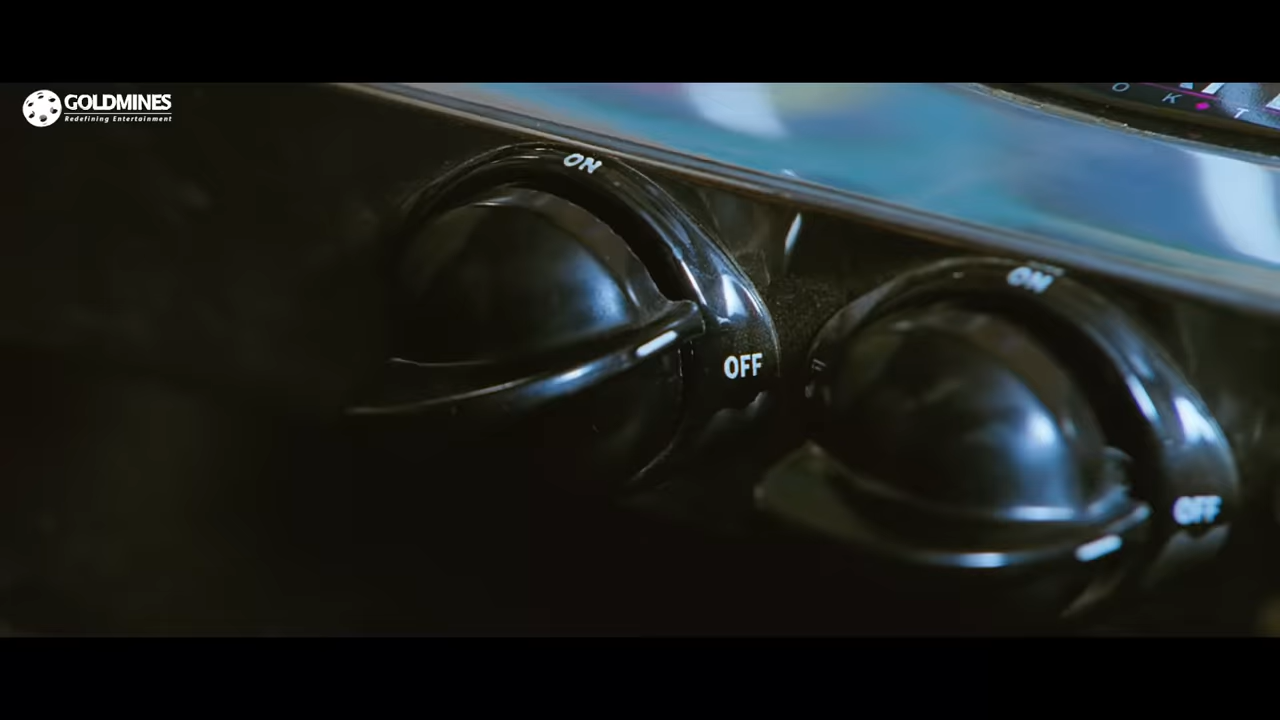 GOLDMINES
Redefining Entertainment
O K T
ON
OFF
ON
OFF